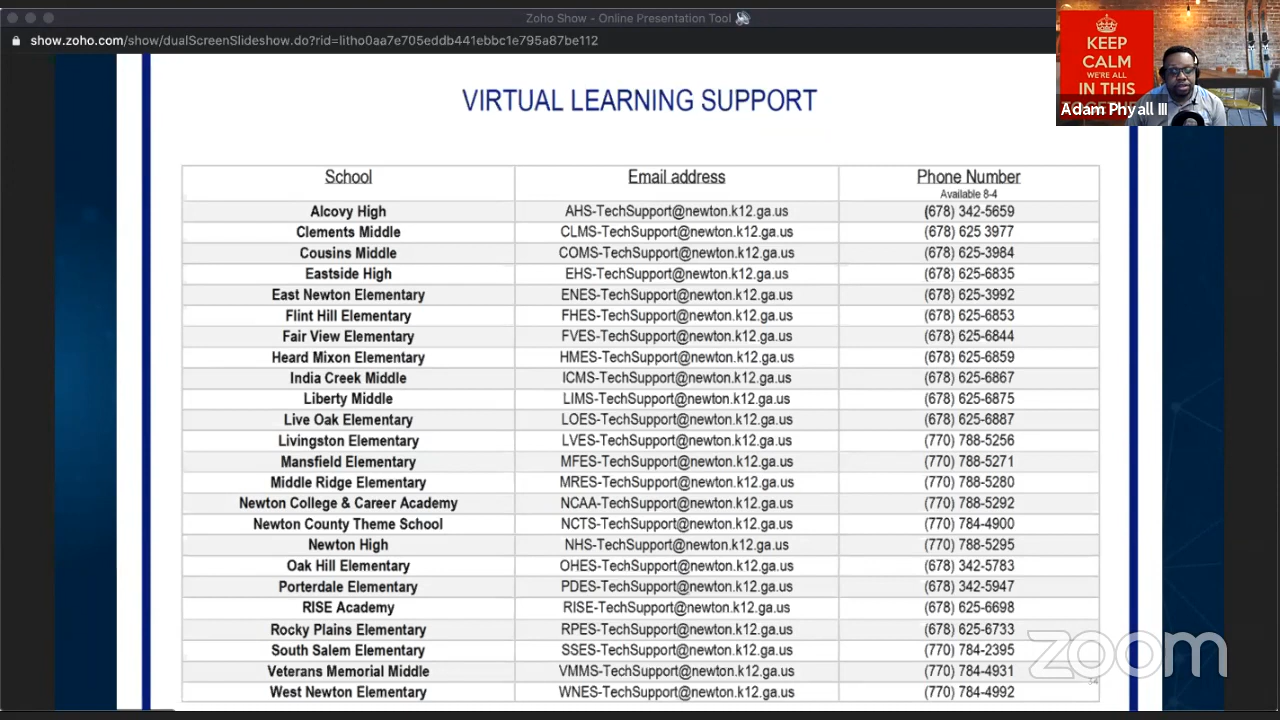 Zoho Show - Online Presentation Tool
VIRTUAL LEARNING SUPPORT
KEEP
CALM
WE'RE ALL
IN THIS
Adam Phyall III
School Email address Phone Number
Available 8-4
Alcovy High AHS-TechSupport@newton.k12.ga.us (678) 342-5659
Clements Middle CLMS-TechSupport@newton.k12.ga.us (678) 625 3977
Cousins Middle COMS-TechSupport@newton.k12.ga.us (678) 625-3984
Eastside High EHS-TechSupport@newton.k12.ga.us (678) 625-6835
East Newton Elementary ENES-TechSupport@newton.k12.ga.us (678) 625-3992
Flint Hill Elementary FHES-TechSupport@newton.k12.ga.us (678) 625-6853
Fair View Elementary FVES-TechSupport@newton.k12.ga.us (678) 625-6844
Heard Mixon Elementary HMES-TechSupport@newton.k12.ga.us (678) 625-6859
India Creek Middle ICMS-TechSupport@newton.k12.ga.us (678) 625-6867
Liberty Middle LIMS-TechSupport@newton.k12.ga.us (678) 625-6875
Live Oak Elementary LOES-TechSupport@newton.k12.ga.us (678) 625-6887
Livingston Elementary LVES-TechSupport@newton.k12.ga.us (770) 788-5256
Mansfield Elementary MFES-TechSupport@newton.k12.ga.us (770) 788-5271
Middle Ridge Elementary MRES-TechSupport@newton.k12.ga.us (770) 788-5280
Newton College & Career Academy NCAA-TechSupport@newton.k12.ga.us (770) 788-5292
Newton County Theme School NCTS-TechSupport@newton.k12.ga.us (770) 784-4900
Newton High NHS-TechSupport@newton.k12.ga.us (770) 788-5295
Oak Hill Elementary OHES-TechSupport@newton.k12.ga.us (678) 342-5783
Porterdale Elementary PDES-TechSupport@newton.k12.ga.us (678) 342-5947
RISE Academy RISE-TechSupport@newton.k12.ga.us (678) 625-6698
Rocky Plains Elementary RPES-TechSupport@newton.k12.ga.us (678) 625-6733
South Salem Elementary SSES-TechSupport@newton.k12.ga.us (770) 784-2395
Veterans Memorial Middle VMMS-TechSupport@newton.k12.ga.us (770) 784-4931
West Newton Elementary WNES-TechSupport@newton.k12.ga.us (770) 784-4992
zoom